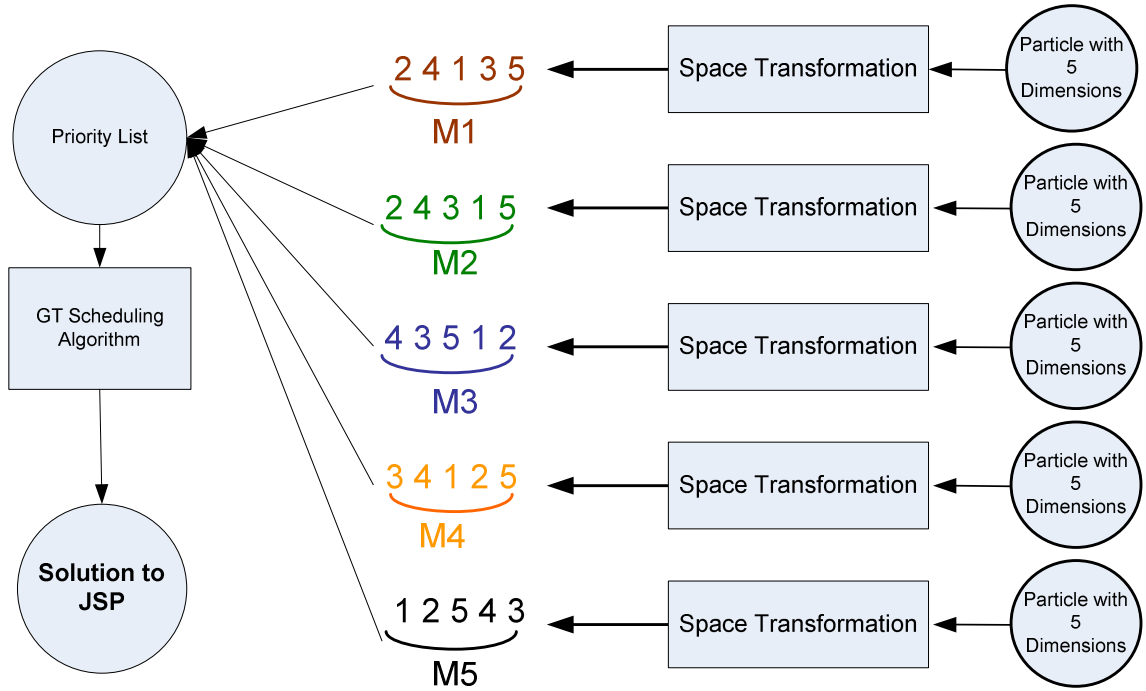 Priority List
GT Scheduling
Algorithm
Solution to
JSP
2 4 1 3 5
M1
Space Transformation
Particle with
5
Dimensions
2 4 3 1 5
M2
Space Transformation
Particle with
5
Dimensions
4 3 5 1 2
M3
Space Transformation
Particle with
5
Dimensions
3 4 1 2 5
M4
Space Transformation
Particle with
5
Dimensions
1 2 5 4 3
M5
Space Transformation
Particle with
5
Dimensions